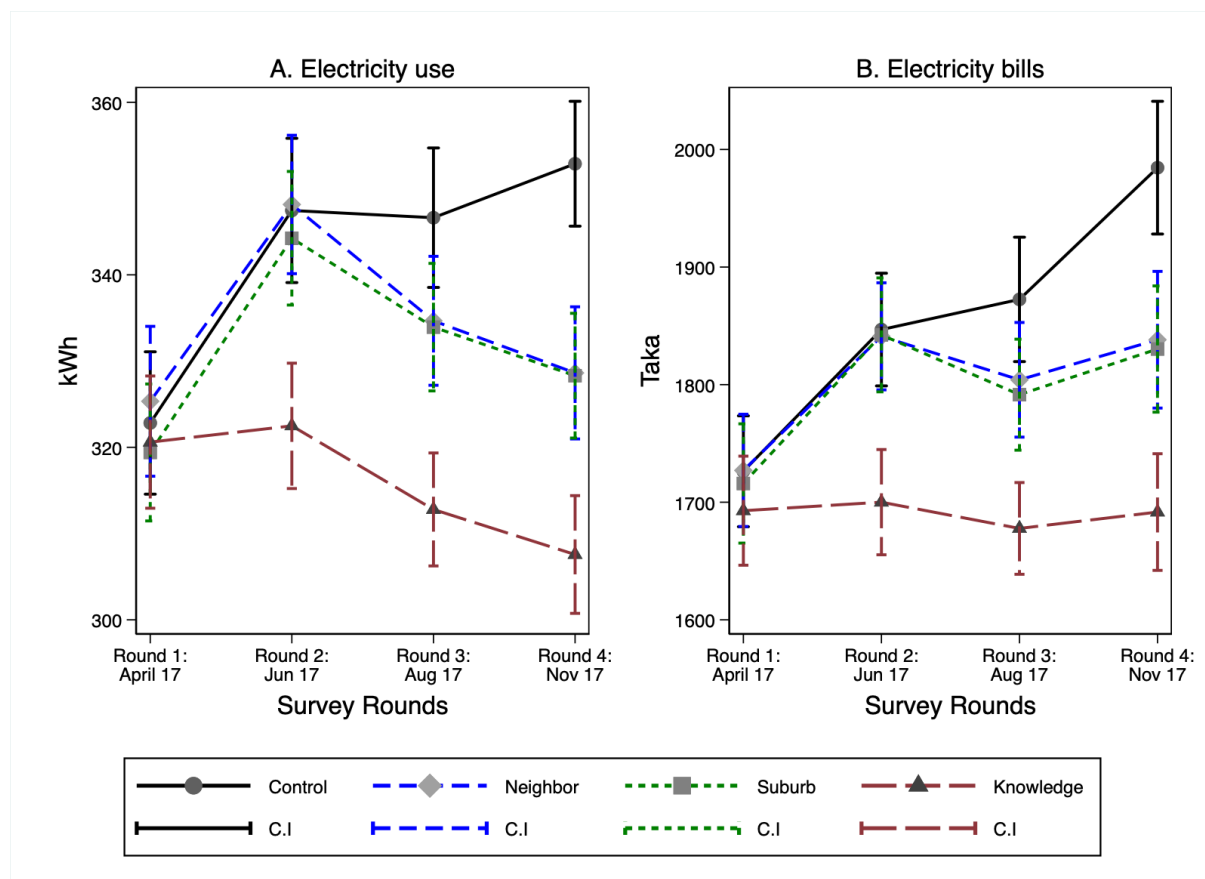 A. Electricity use
360
340
320
300
kWh
Round 1:
April 17
Round 2:
Jun 17
Round 3:
Aug 17
Round 4:
Nov 17
Survey Rounds
B. Electricity bills
2000
1900
1800
1700
1600
Taka
Round 1:
April 17
Round 2:
Jun 17
Round 3:
Aug 17
Round 4:
Nov 17
Survey Rounds
Control Neighbor Suburb Knowledge
C.I C.I C.I C.I